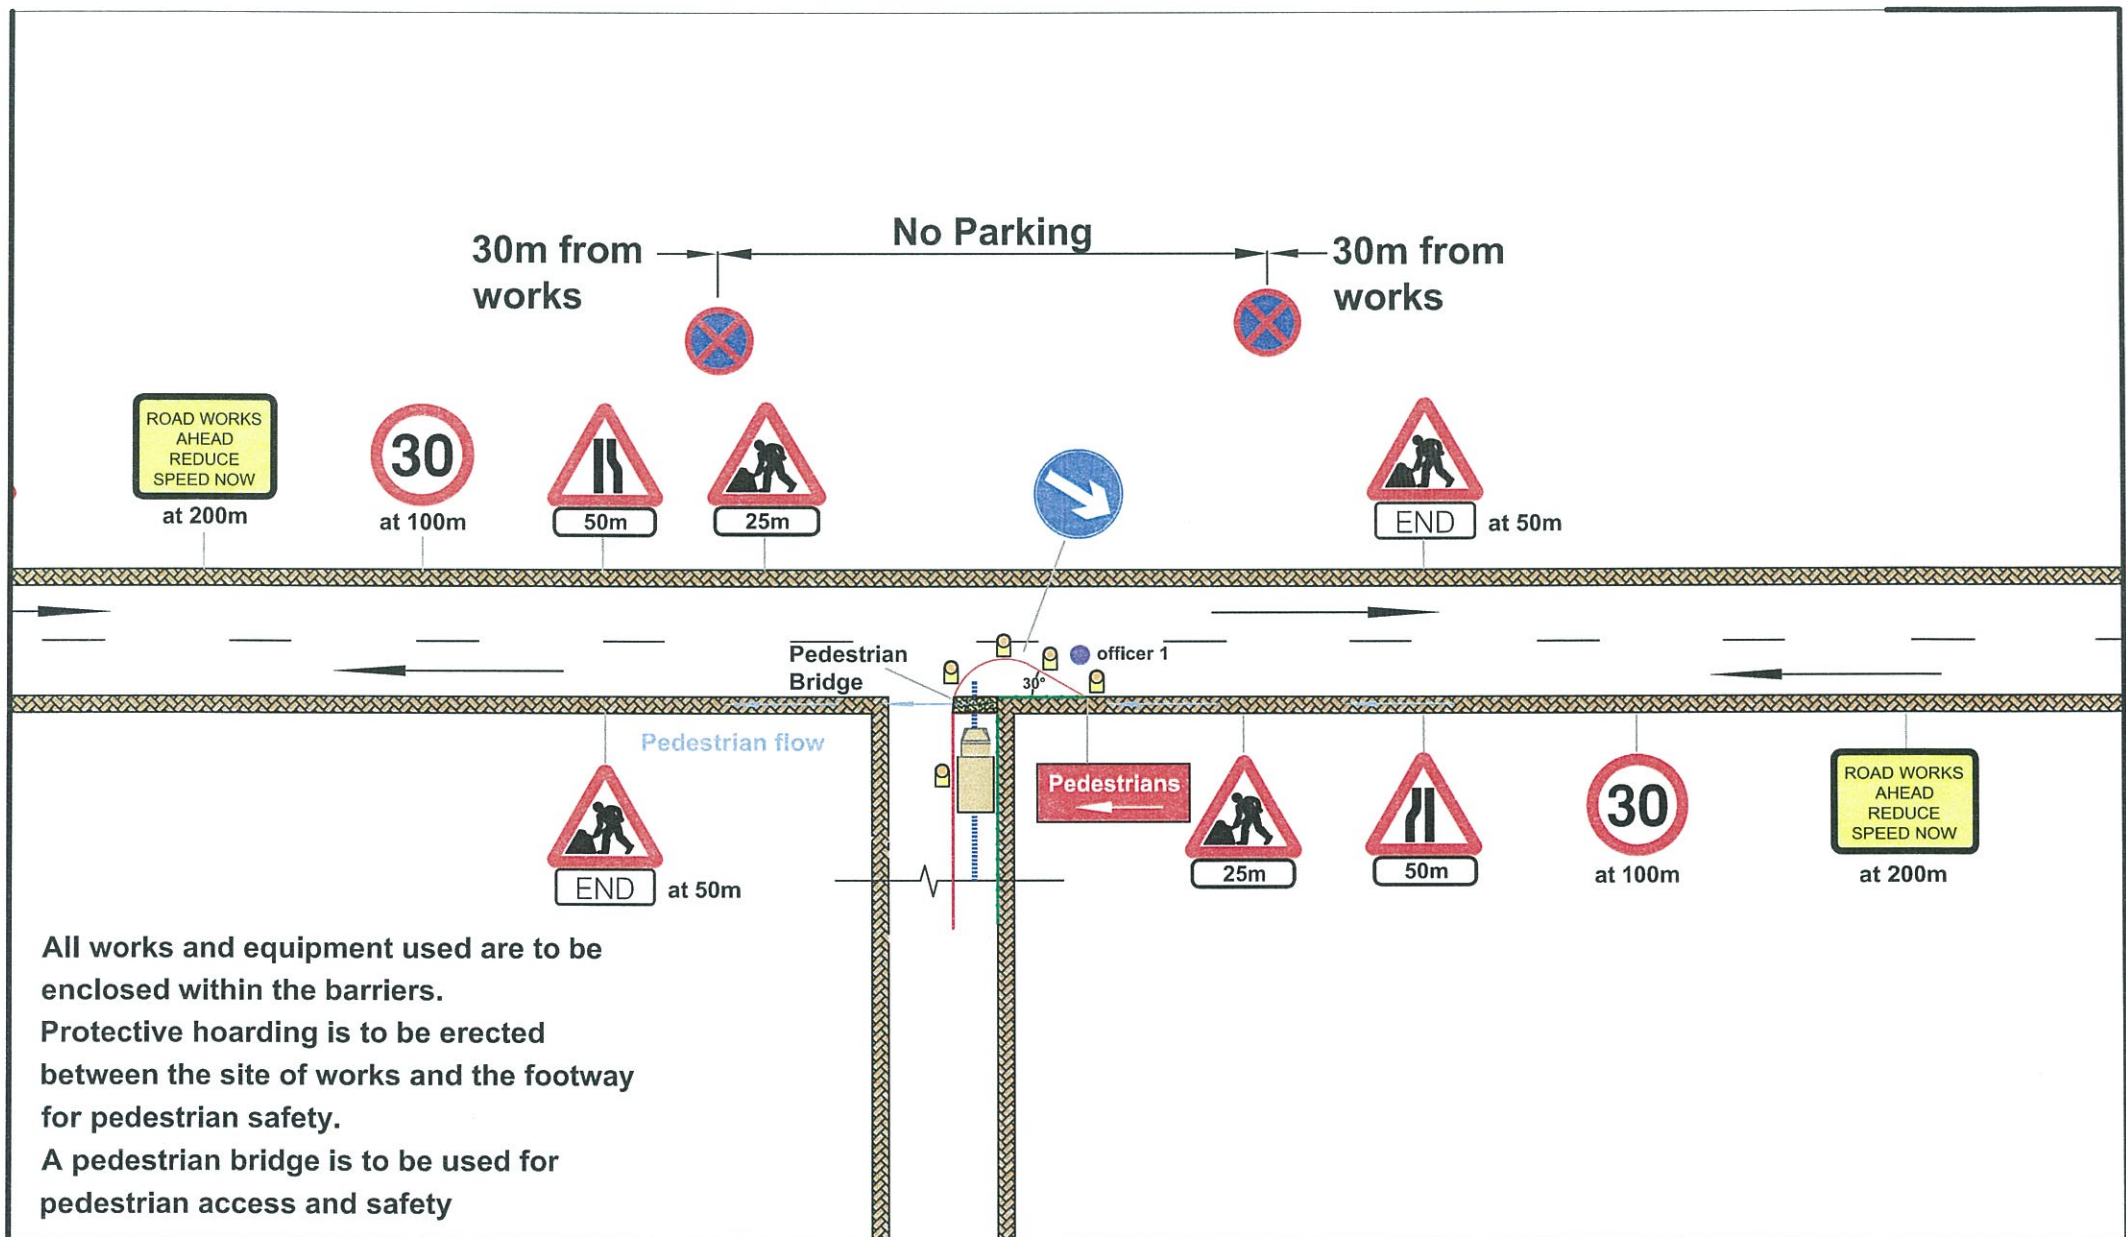 No Parking
30m from
works
30m from
works
ROAD WORKS
AHEAD
REDUCE
SPEED NOW
at 200m
30
at 100m
50m
25m
END
at 50m
Pedestrian
Bridge
officer 1
30°
Pedestrian flow
Pedestrians
END
at 50m
25m
50m
30
at 100m
ROAD WORKS
AHEAD
REDUCE
SPEED NOW
at 200m
All works and equipment used are to be
enclosed within the barriers.
Protective hoarding is to be erected
between the site of works and the footway
for pedestrian safety.
A pedestrian bridge is to be used for
pedestrian access and safety